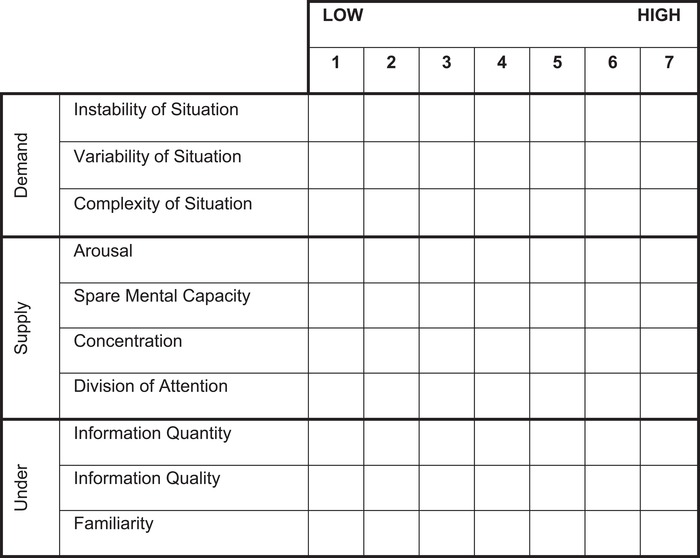 LOW HIGH
1 2 3 4 5 6 7
Demand
Instability of Situation
Variability of Situation
Complexity of Situation
Supply
Arousal
Spare Mental Capacity
Concentration
Division of Attention
Under
Information Quantity
Information Quality
Familiarity